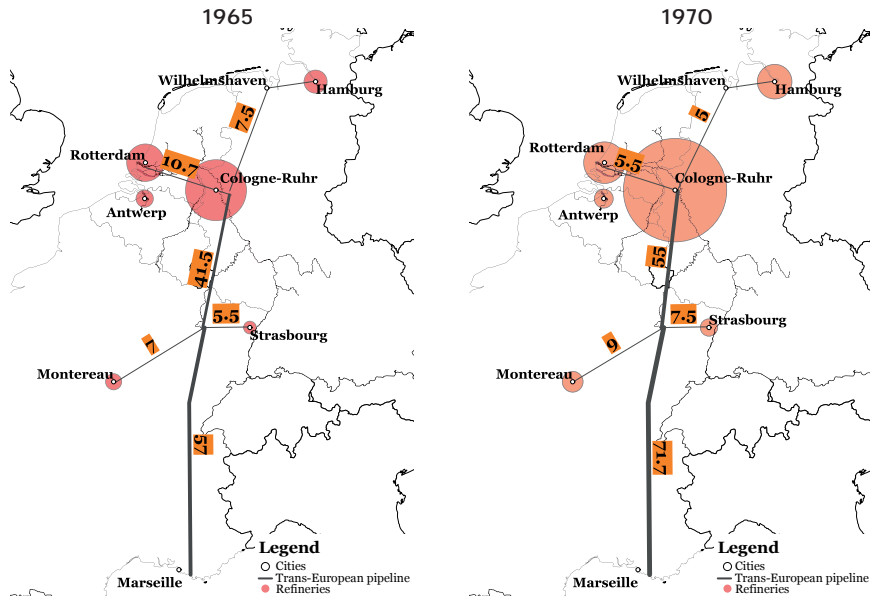 1965
Wilhelmshaven
Hamburg
7.5
Rotterdam
10.7
Cologne-Ruhr
Antwerp
41.5
5.5
Strasbourg
7
Montereau
57
Legend
Cities
Marseille
Trans-European pipeline
Refineries
1970
Wilhelmshaven
Hamburg
5
Rotterdam
5.5
Cologne-Ruhr
Antwerp
55
7.5
Strasbourg
9
Montereau
71.7
Legend
Cities
Marseille
Trans-European pipeline
Refineries